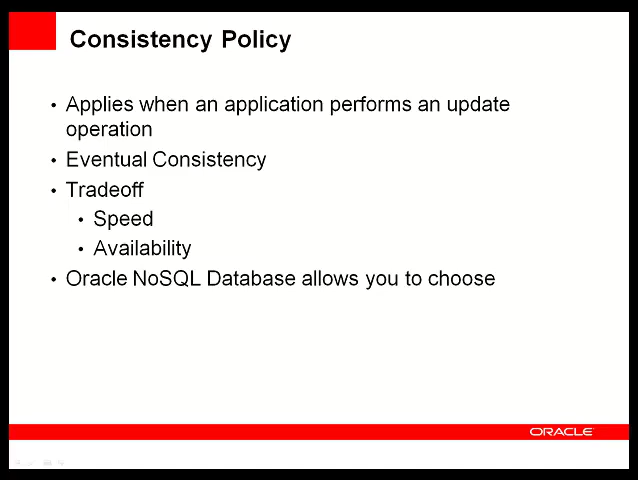 Consistency Policy
• Applies when an application performs an update
operation
• Eventual Consistency
• Tradeoff
• Speed
• Availability
• Oracle NoSQL Database allows you to choose
ORACLE